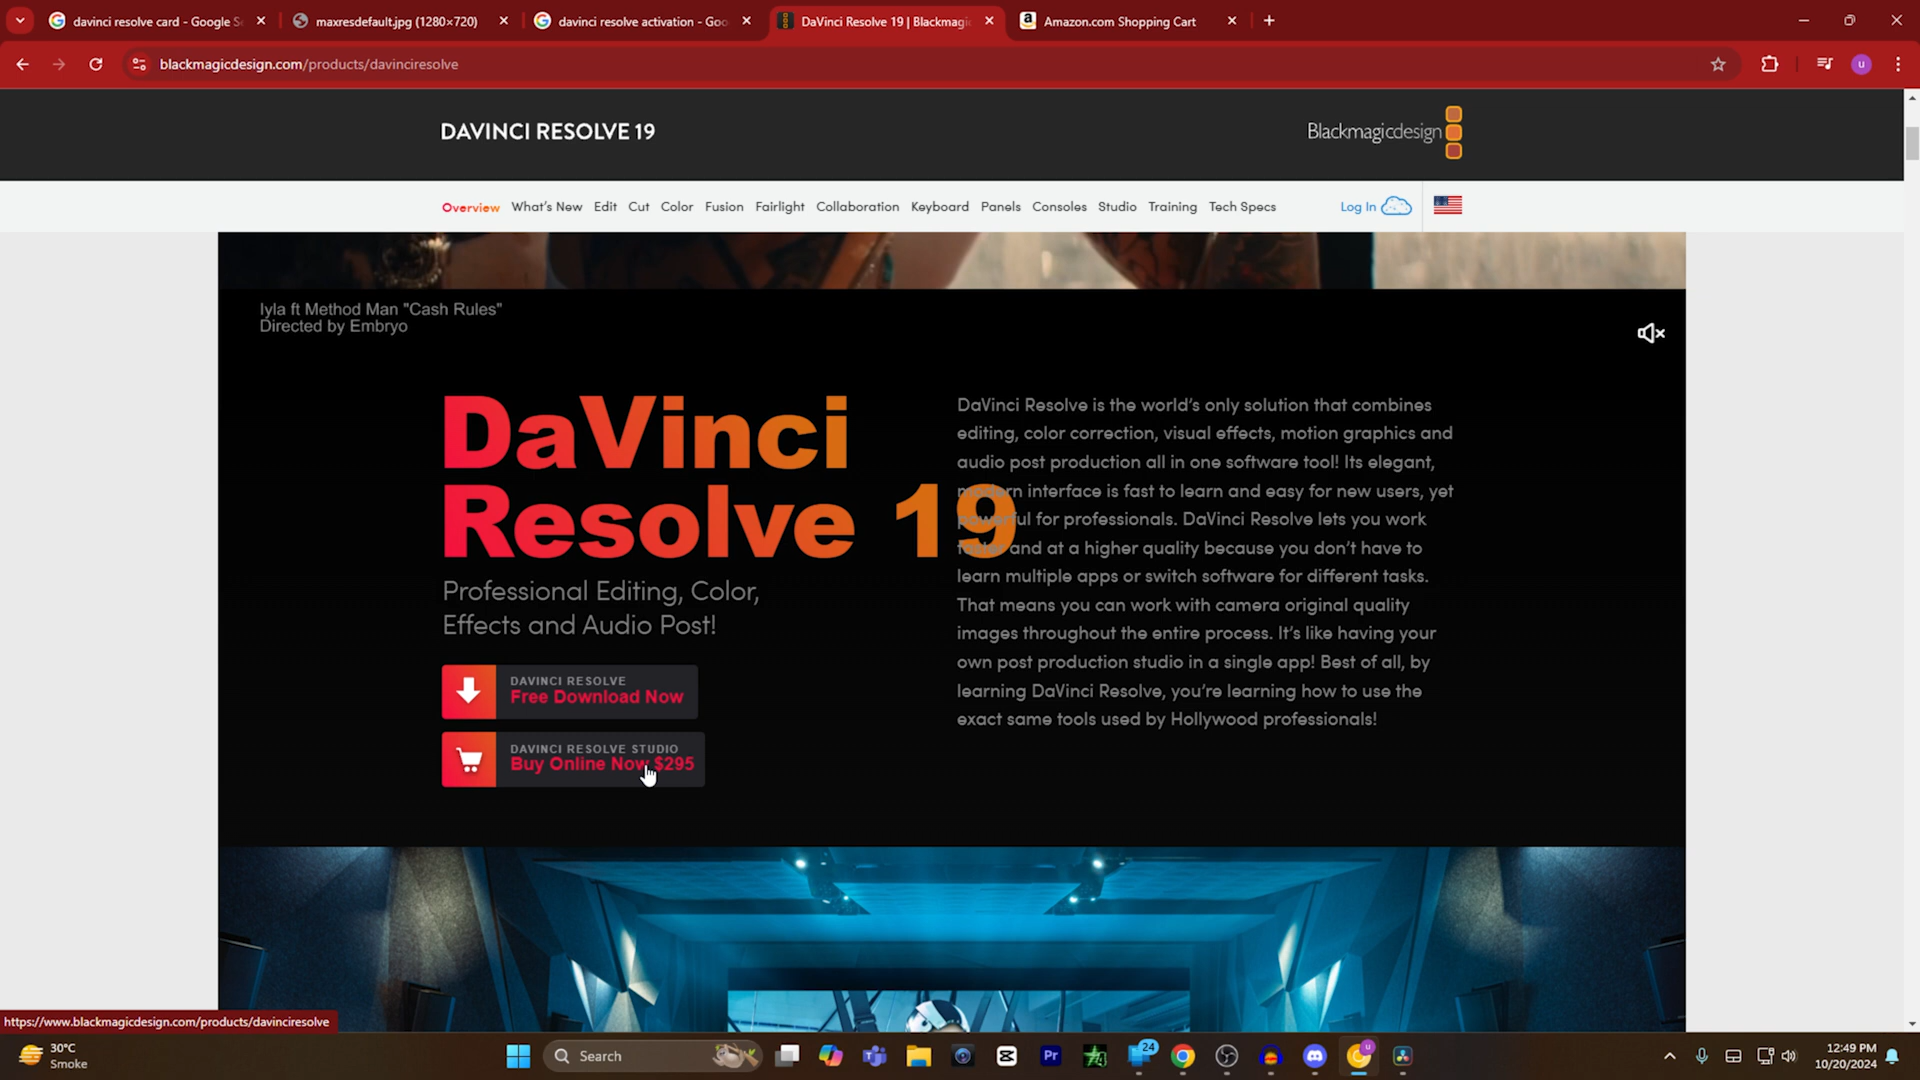 davinci resolve card - Google S
maxresdefault.jpg (1280×720)
davinci resolve activation - Goo
DaVinci Resolve 19 | Blackmagic
Amazon.com Shopping Cart
blackmagicdesign.com/products/davinciresolve
u
DAVINCI RESOLVE 19
Blackmagicdesign
Overview What's New Edit Cut Color Fusion Fairlight Collaboration Keyboard Panels Consoles Studio Training Tech Specs Log In
Iyla ft Method Man "Cash Rules"
Directed by Embryo
DaVinci
Resolve 19
Professional Editing, Color,
Effects and Audio Post!
DAVINCI RESOLVE
Free Download Now
DAVINCI RESOLVE STUDIO
Buy Online Now $295
DaVinci Resolve is the world's only solution that combines
editing, color correction, visual effects, motion graphics and
audio post production all in one software tool! Its elegant,
modern interface is fast to learn and easy for new users, yet
powerful for professionals. DaVinci Resolve lets you work
faster and at a higher quality because you don't have to
learn multiple apps or switch software for different tasks.
That means you can work with camera original quality
images throughout the entire process. It's like having your
own post production studio in a single app! Best of all, by
learning DaVinci Resolve, you're learning how to use the
exact same tools used by Hollywood professionals!
https://www.blackmagicdesign.com/products/davinciresolve
30°C
Smoke
Search
Pr
24
u
12:49 PM
10/20/2024